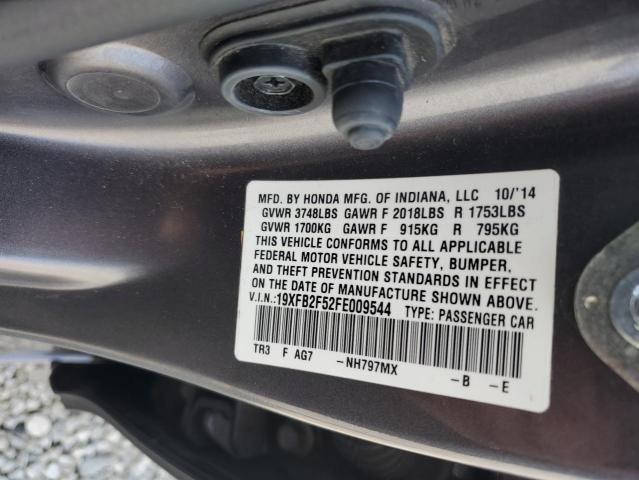 MFD. BY HONDA MFG. OF INDIANA, LLC 10/'14
GVWR 3748LBS GAWR F 2018LBS R 1753LBS
GVWR 1700KG GAWR F 915KG R 795KG
THIS VEHICLE CONFORMS TO ALL APPLICABLE
FEDERAL MOTOR VEHICLE SAFETY, BUMPER,
AND THEFT PREVENTION STANDARDS IN EFFECT
ON THE DATE OF MANUFACTURE SHOWN ABOVE.
V.I.N.:19XFB2F52FE009544 TYPE: PASSENGER CAR
TR3 F AG7 -NH797MX -B -E